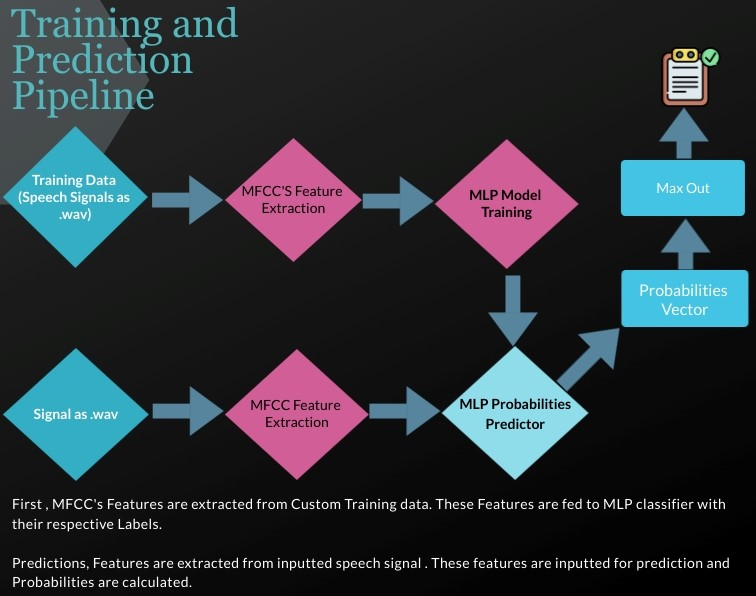 Training and
Prediction
Pipeline
Training Data
(Speech Signals as
.wav)
MFCC'S Feature
Extraction
MLP Model
Training
Max Out
Probabilities
Vector
Signal as .wav
MFCC Feature
Extraction
MLP Probabilities
Predictor
First , MFCC's Features are extracted from Custom Training data. These Features are fed to MLP classifier with
their respective Labels.
Predictions, Features are extracted from inputted speech signal . These features are inputted for prediction and
Probabilities are calculated.